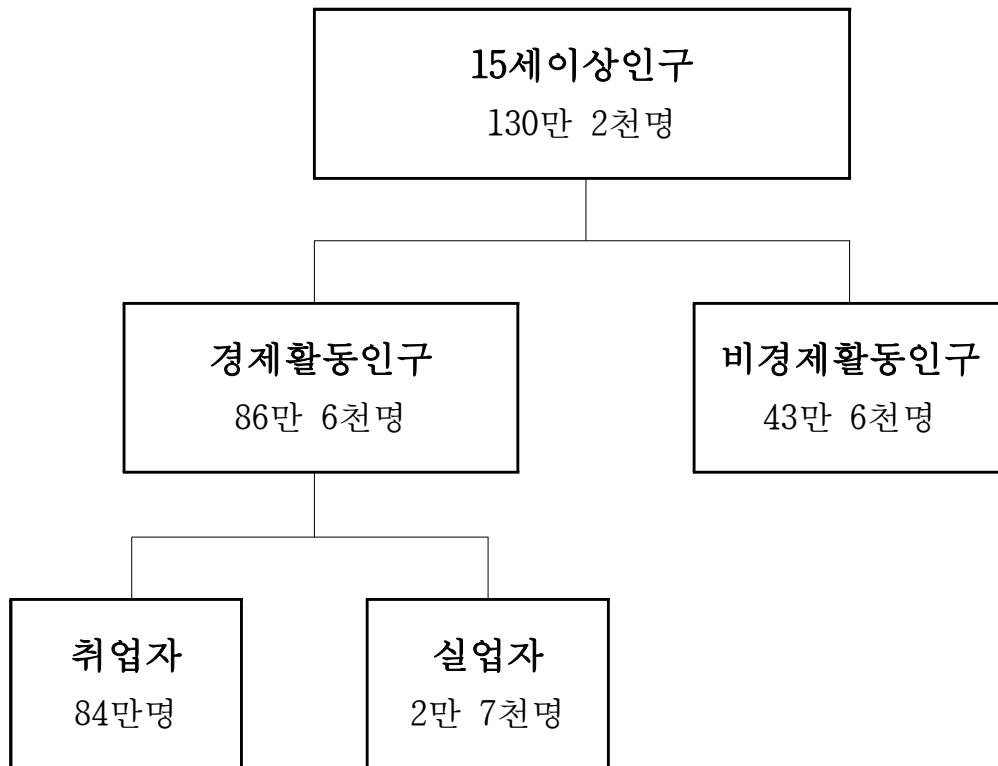 15세이상인구
130만 2천명
경제활동인구
86만 6천명
비경제활동인구
43만 6천명
취업자
84만명
실업자
2만 7천명